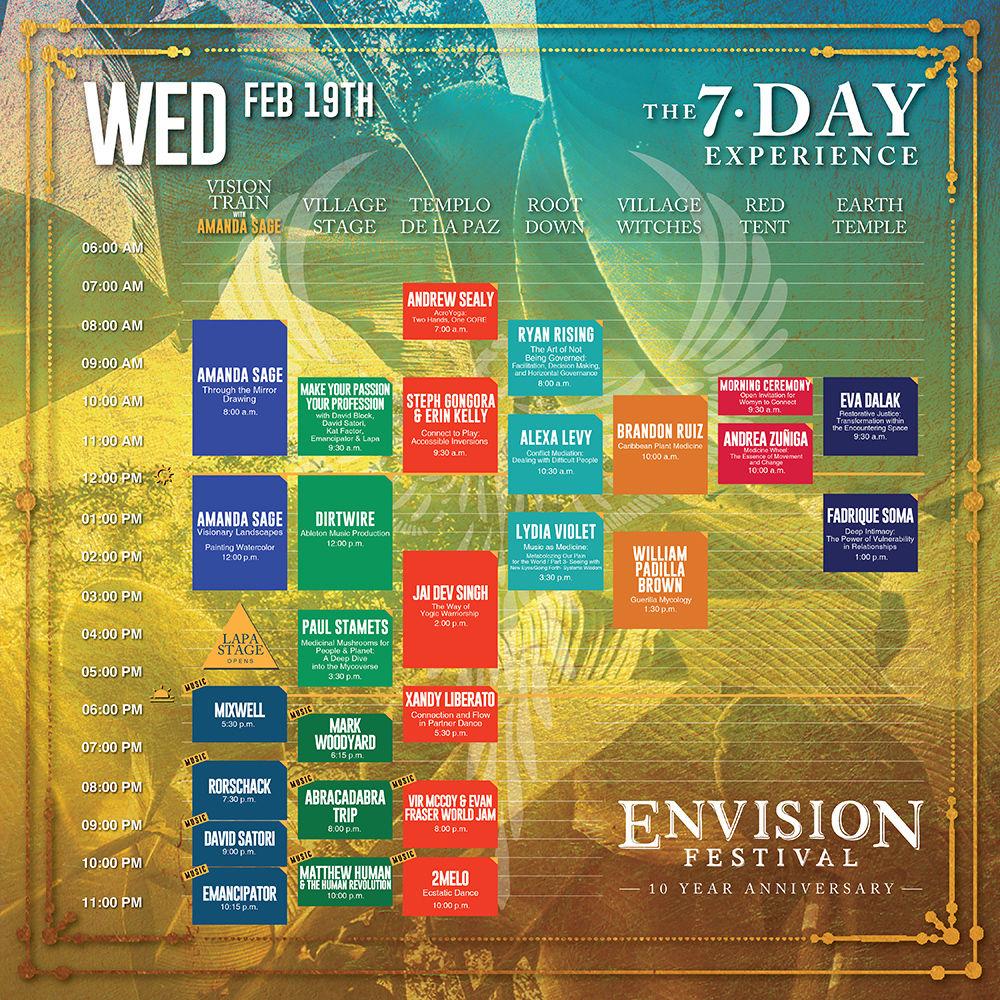 WED FEB 19TH
THE 7·DAY
EXPERIENCE
VISION
TRAIN
WITH
AMANDA SAGE
VILLAGE
STAGE
TEMPLO
DE LA PAZ
ROOT
DOWN
VILLAGE
WITCHES
RED
TENT
EARTH
TEMPLE
06:00 AM
07:00 AM
08:00 AM
09:00 AM
10:00 AM
11:00 AM
12:00 PM
01:00 PM
02:00 PM
03:00 PM
04:00 PM
05:00 PM
06:00 PM
07:00 PM
08:00 PM
09:00 PM
10:00 PM
11:00 PM
AMANDA SAGE
Through the Mirror
Drawing
8:00 a.m.
AMANDA SAGE
Visionary Landscapes
Painting Watercolor
12:00 p.m.
LAPA
STAGE
OPENS
MUSIC
MIXWELL
5:30 p.m.
MUSIC
RORSCHACK
7:30 p.m.
MUSIC
DAVID SATORI
9:00 p.m.
MUSIC
EMANCIPATOR
10:15 p.m.
MAKE YOUR PASSION
YOUR PROFESSION
with David Block,
David Satori,
Kat Factor,
Emancipator & Lapa
9:30 a.m.
DIRTWIRE
Ableton Music Production
12:00 p.m.
PAUL STAMETS
Medicinal Mushrooms for
People & Planet:
A Deep Dive
into the Mycoverse
3:30 p.m.
MUSIC
MARK
WOODYARD
6:15 p.m.
MUSIC
ABRACADABRA
TRIP
8:00 p.m.
MUSIC
MATTHEW HUMAN
& THE HUMAN REVOLUTION
10:00 p.m.
ANDREW SEALY
AcroYoga:
Two Hands, One CORE
7:00 a.m.
STEPH GONGORA
& ERIN KELLY
Connect to Play:
Accessible Inversions
9:30 a.m.
JAI DEV SINGH
The Way of
Yogic Warriorship
2:00 p.m.
XANDY LIBERATO
Connection and Flow
in Partner Dance
5:30 p.m.
MUSIC
VIR MCCOY & EVAN
FRASER WORLD JAM
8:00 p.m.
MUSIC
2MELO
Ecstatic Dance
10:00 p.m.
RYAN RISING
The Art of Not
Being Governed:
Facilitation, Decision Making,
and Horizontal Governance
8:00 a.m.
ALEXA LEVY
Conflict Mediation:
Dealing with Difficult People
10:30 a.m.
LYDIA VIOLET
Music as Medicine:
Metabolizing Our Pain
for the World / Part 3- Seeing with
New Eyes/Going Forth- Systems Wisdom
3:30 p.m.
BRANDON RUIZ
Caribbean Plant Medicine
10:00 a.m.
WILLIAM
PADILLA
BROWN
Guerilla Mycology
1:30 p.m.
MORNING CEREMONY
Open Invitation for
Womyn to Connect
9:30 a.m.
ANDREA ZUÑIGA
Medicine Wheel:
The Essence of Movement
and Change
10:00 a.m.
EVA DALAK
Restorative Justice:
Transformation within
the Encountering Space
9:30 a.m.
FADRIQUE SOMA
Deep Intimacy:
The Power of Vulnerability
in Relationships
1:00 p.m.
ENVISION
FESTIVAL
— 10 YEAR ANNIVERSARY —